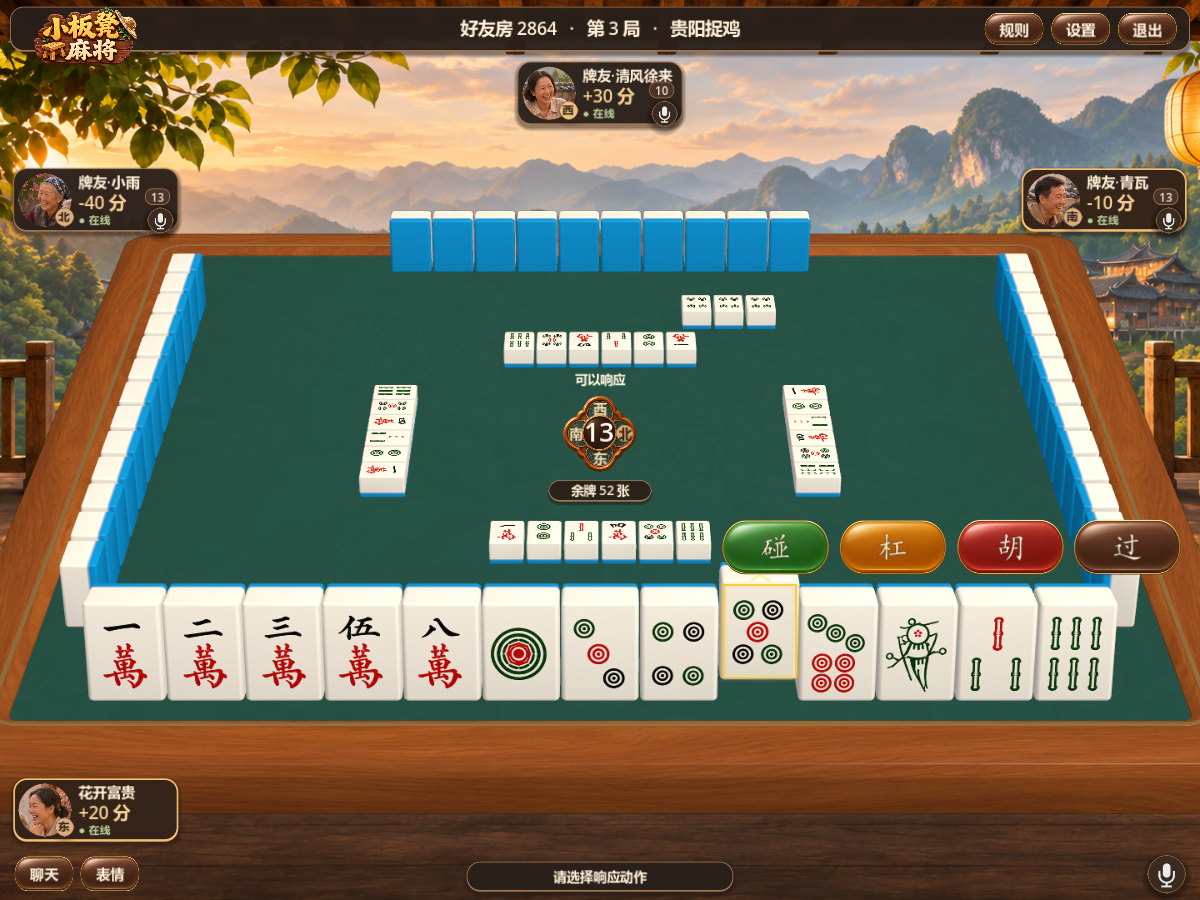 小板凳
麻将
好友房 2864 · 第 3 局 · 贵阳捉鸡
规则
设置
退出
牌友·清风徐来
+30 分
10
西
在线
牌友·小雨
-40 分
13
北
在线
牌友·青瓦
-10 分
13
南
在线
可以响应
西
南 13 北
东
余牌 52 张
碰
杠
胡
过
一萬
二萬
三萬
伍萬
八萬
花开富贵
+20 分
东
在线
聊天
表情
请选择响应动作